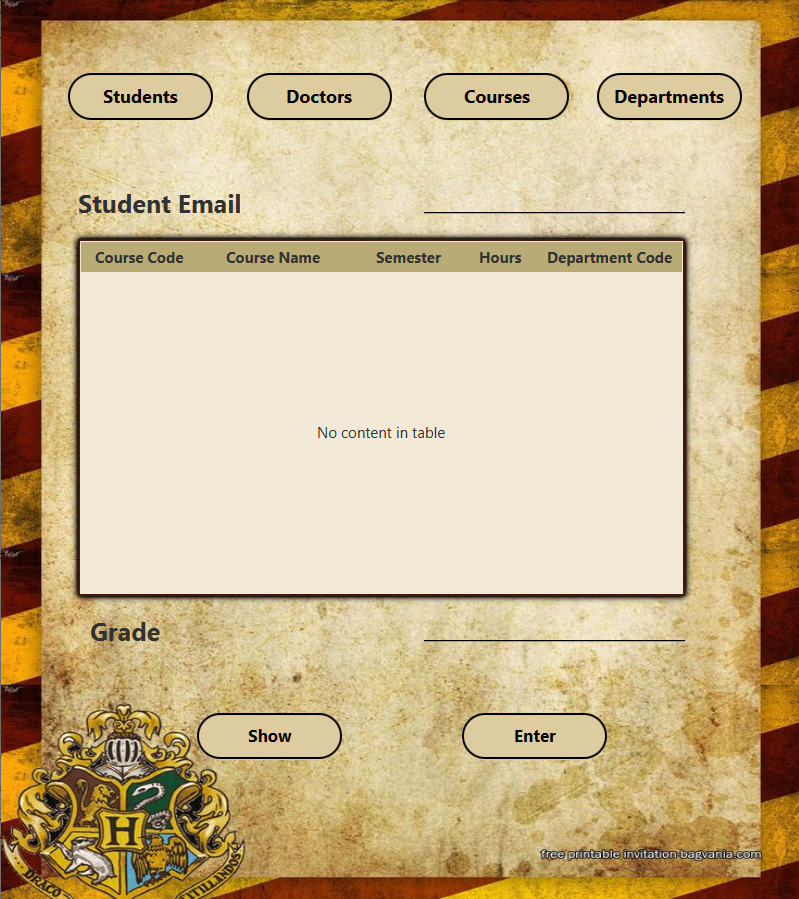 Students Doctors Courses Departments
Student Email
Course Code Course Name Semester Hours Department Code
No content in table
Grade
Show Enter
H
free printable invitation-bagvania.com
DRACO
TITILLANDUS